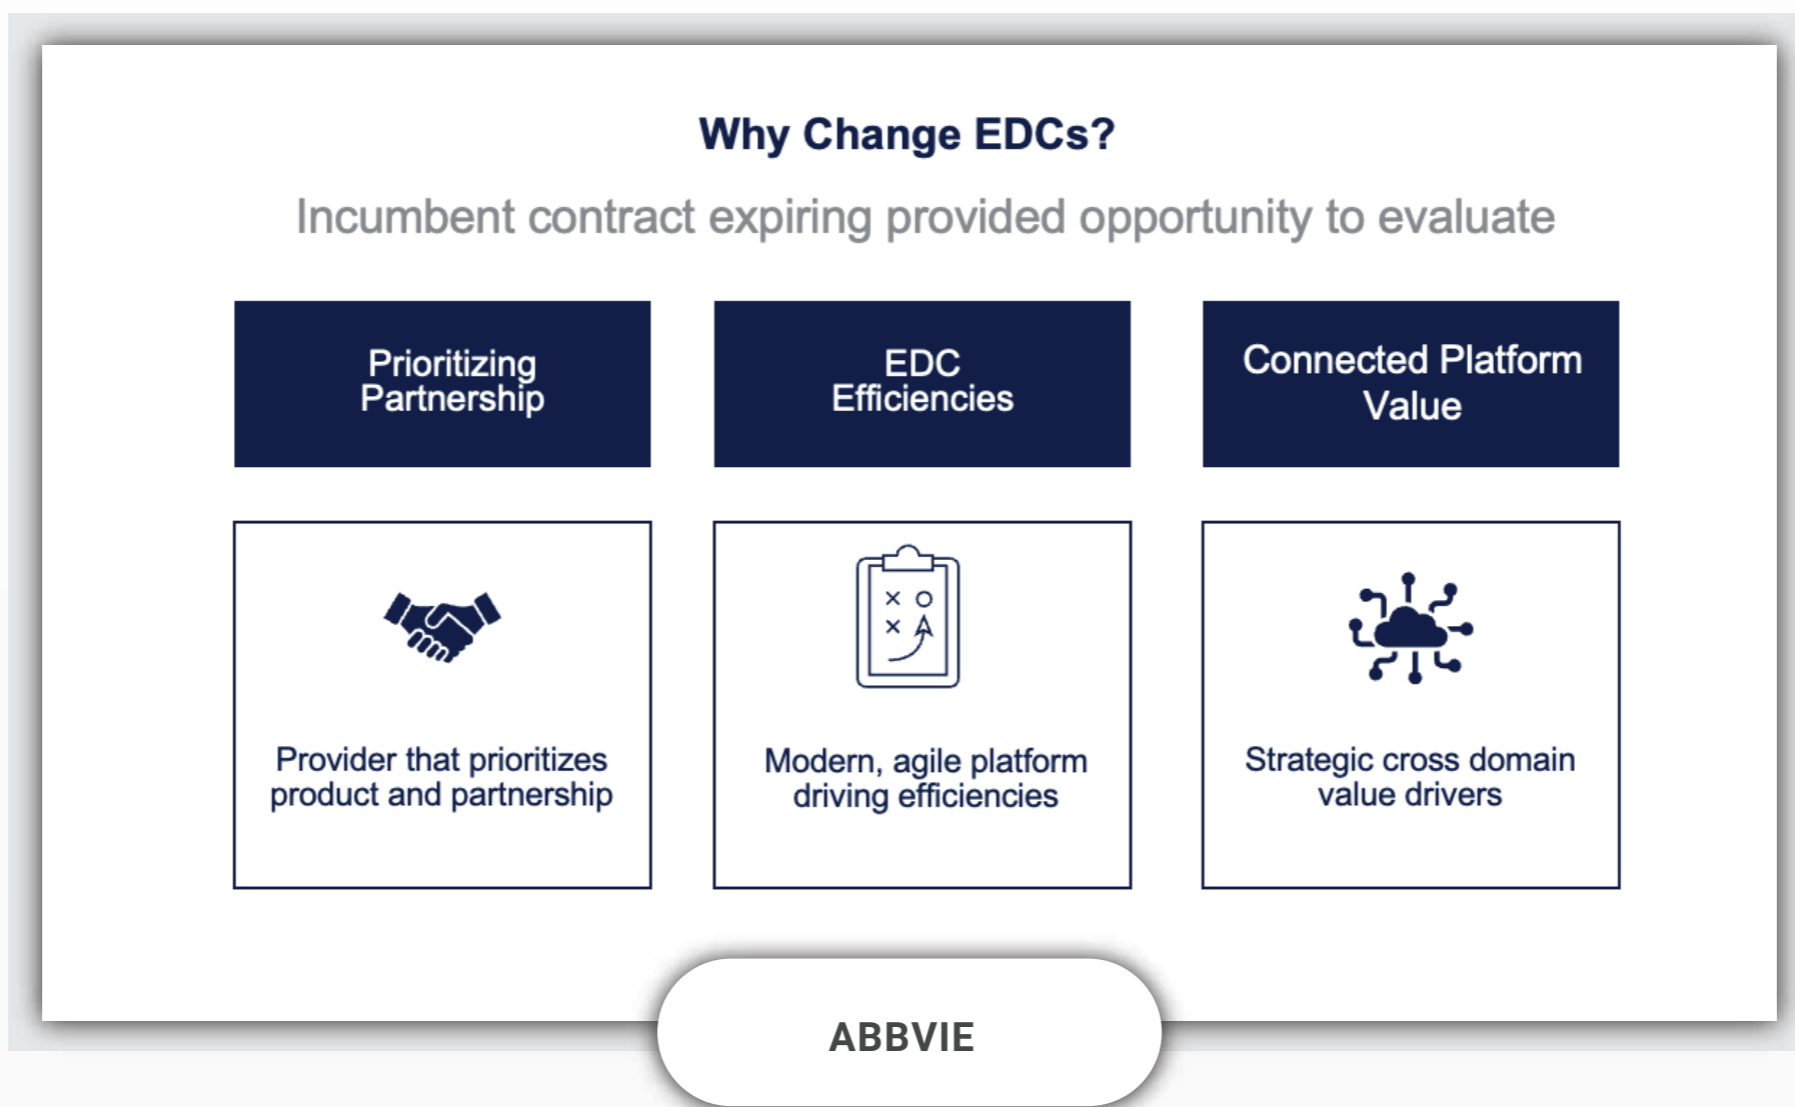 Why Change EDCs?
Incumbent contract expiring provided opportunity to evaluate
Prioritizing
Partnership
EDC
Efficiencies
Connected Platform
Value
Provider that prioritizes
product and partnership
Modern, agile platform
driving efficiencies
Strategic cross domain
value drivers
ABBVIE